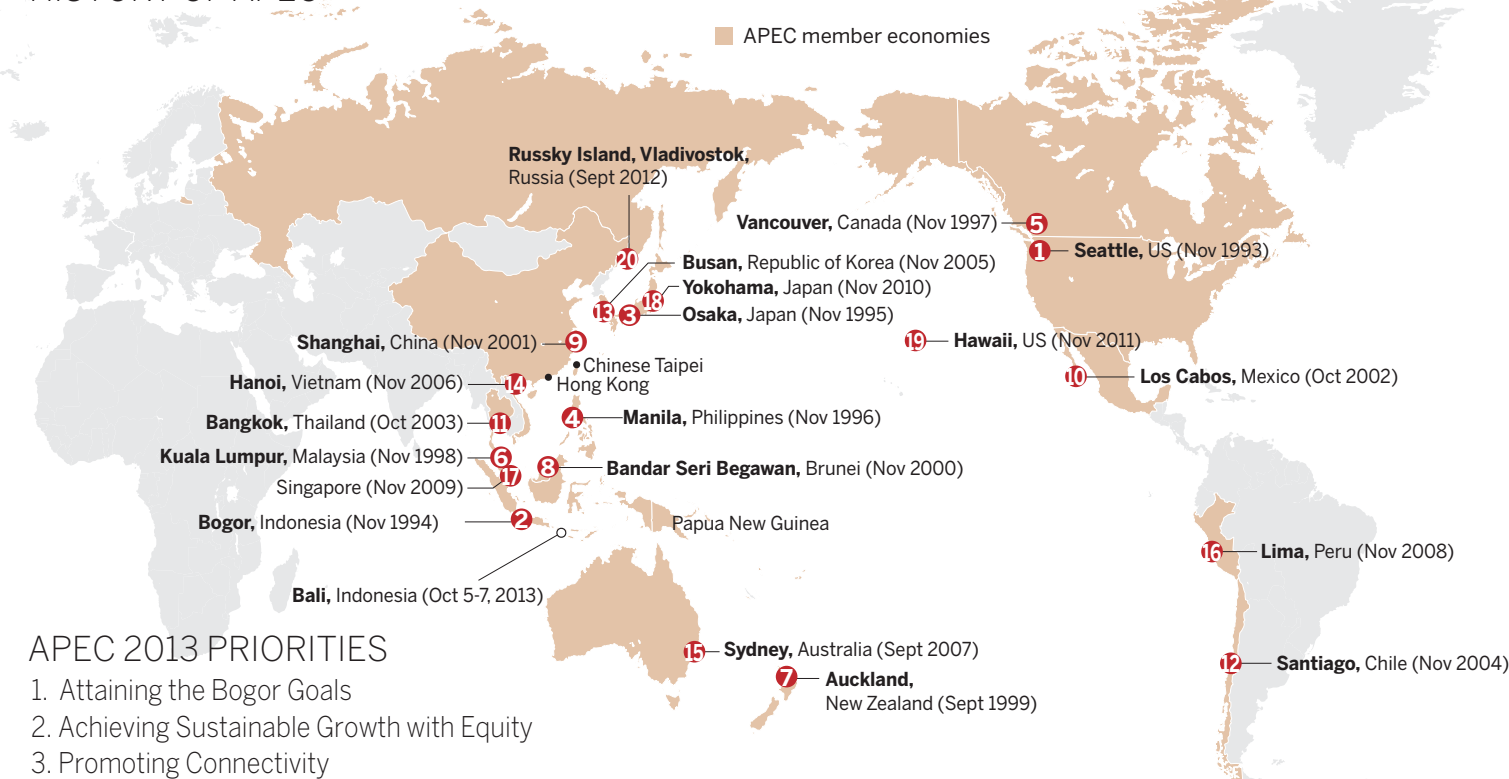 APEC member economies
Russky Island, Vladivostok,
Russia (Sept 2012)
Vancouver, Canada (Nov 1997)
5
1
Seattle, US (Nov 1993)
20
Busan, Republic of Korea (Nov 2005)
Yokohama, Japan (Nov 2010)
18
13
3
Osaka, Japan (Nov 1995)
Shanghai, China (Nov 2001)
9
19
Hawaii, US (Nov 2011)
Chinese Taipei
Hong Kong
Hanoi, Vietnam (Nov 2006)
14
10
Los Cabos, Mexico (Oct 2002)
Bangkok, Thailand (Oct 2003)
11
4
Manila, Philippines (Nov 1996)
Kuala Lumpur, Malaysia (Nov 1998)
6
8
Bandar Seri Begawan, Brunei (Nov 2000)
Singapore (Nov 2009)
17
Bogor, Indonesia (Nov 1994)
2
Papua New Guinea
16
Lima, Peru (Nov 2008)
Bali, Indonesia (Oct 5-7, 2013)
15
Sydney, Australia (Sept 2007)
12
Santiago, Chile (Nov 2004)
7
Auckland,
New Zealand (Sept 1999)
APEC 2013 PRIORITIES
1. Attaining the Bogor Goals
2. Achieving Sustainable Growth with Equity
3. Promoting Connectivity